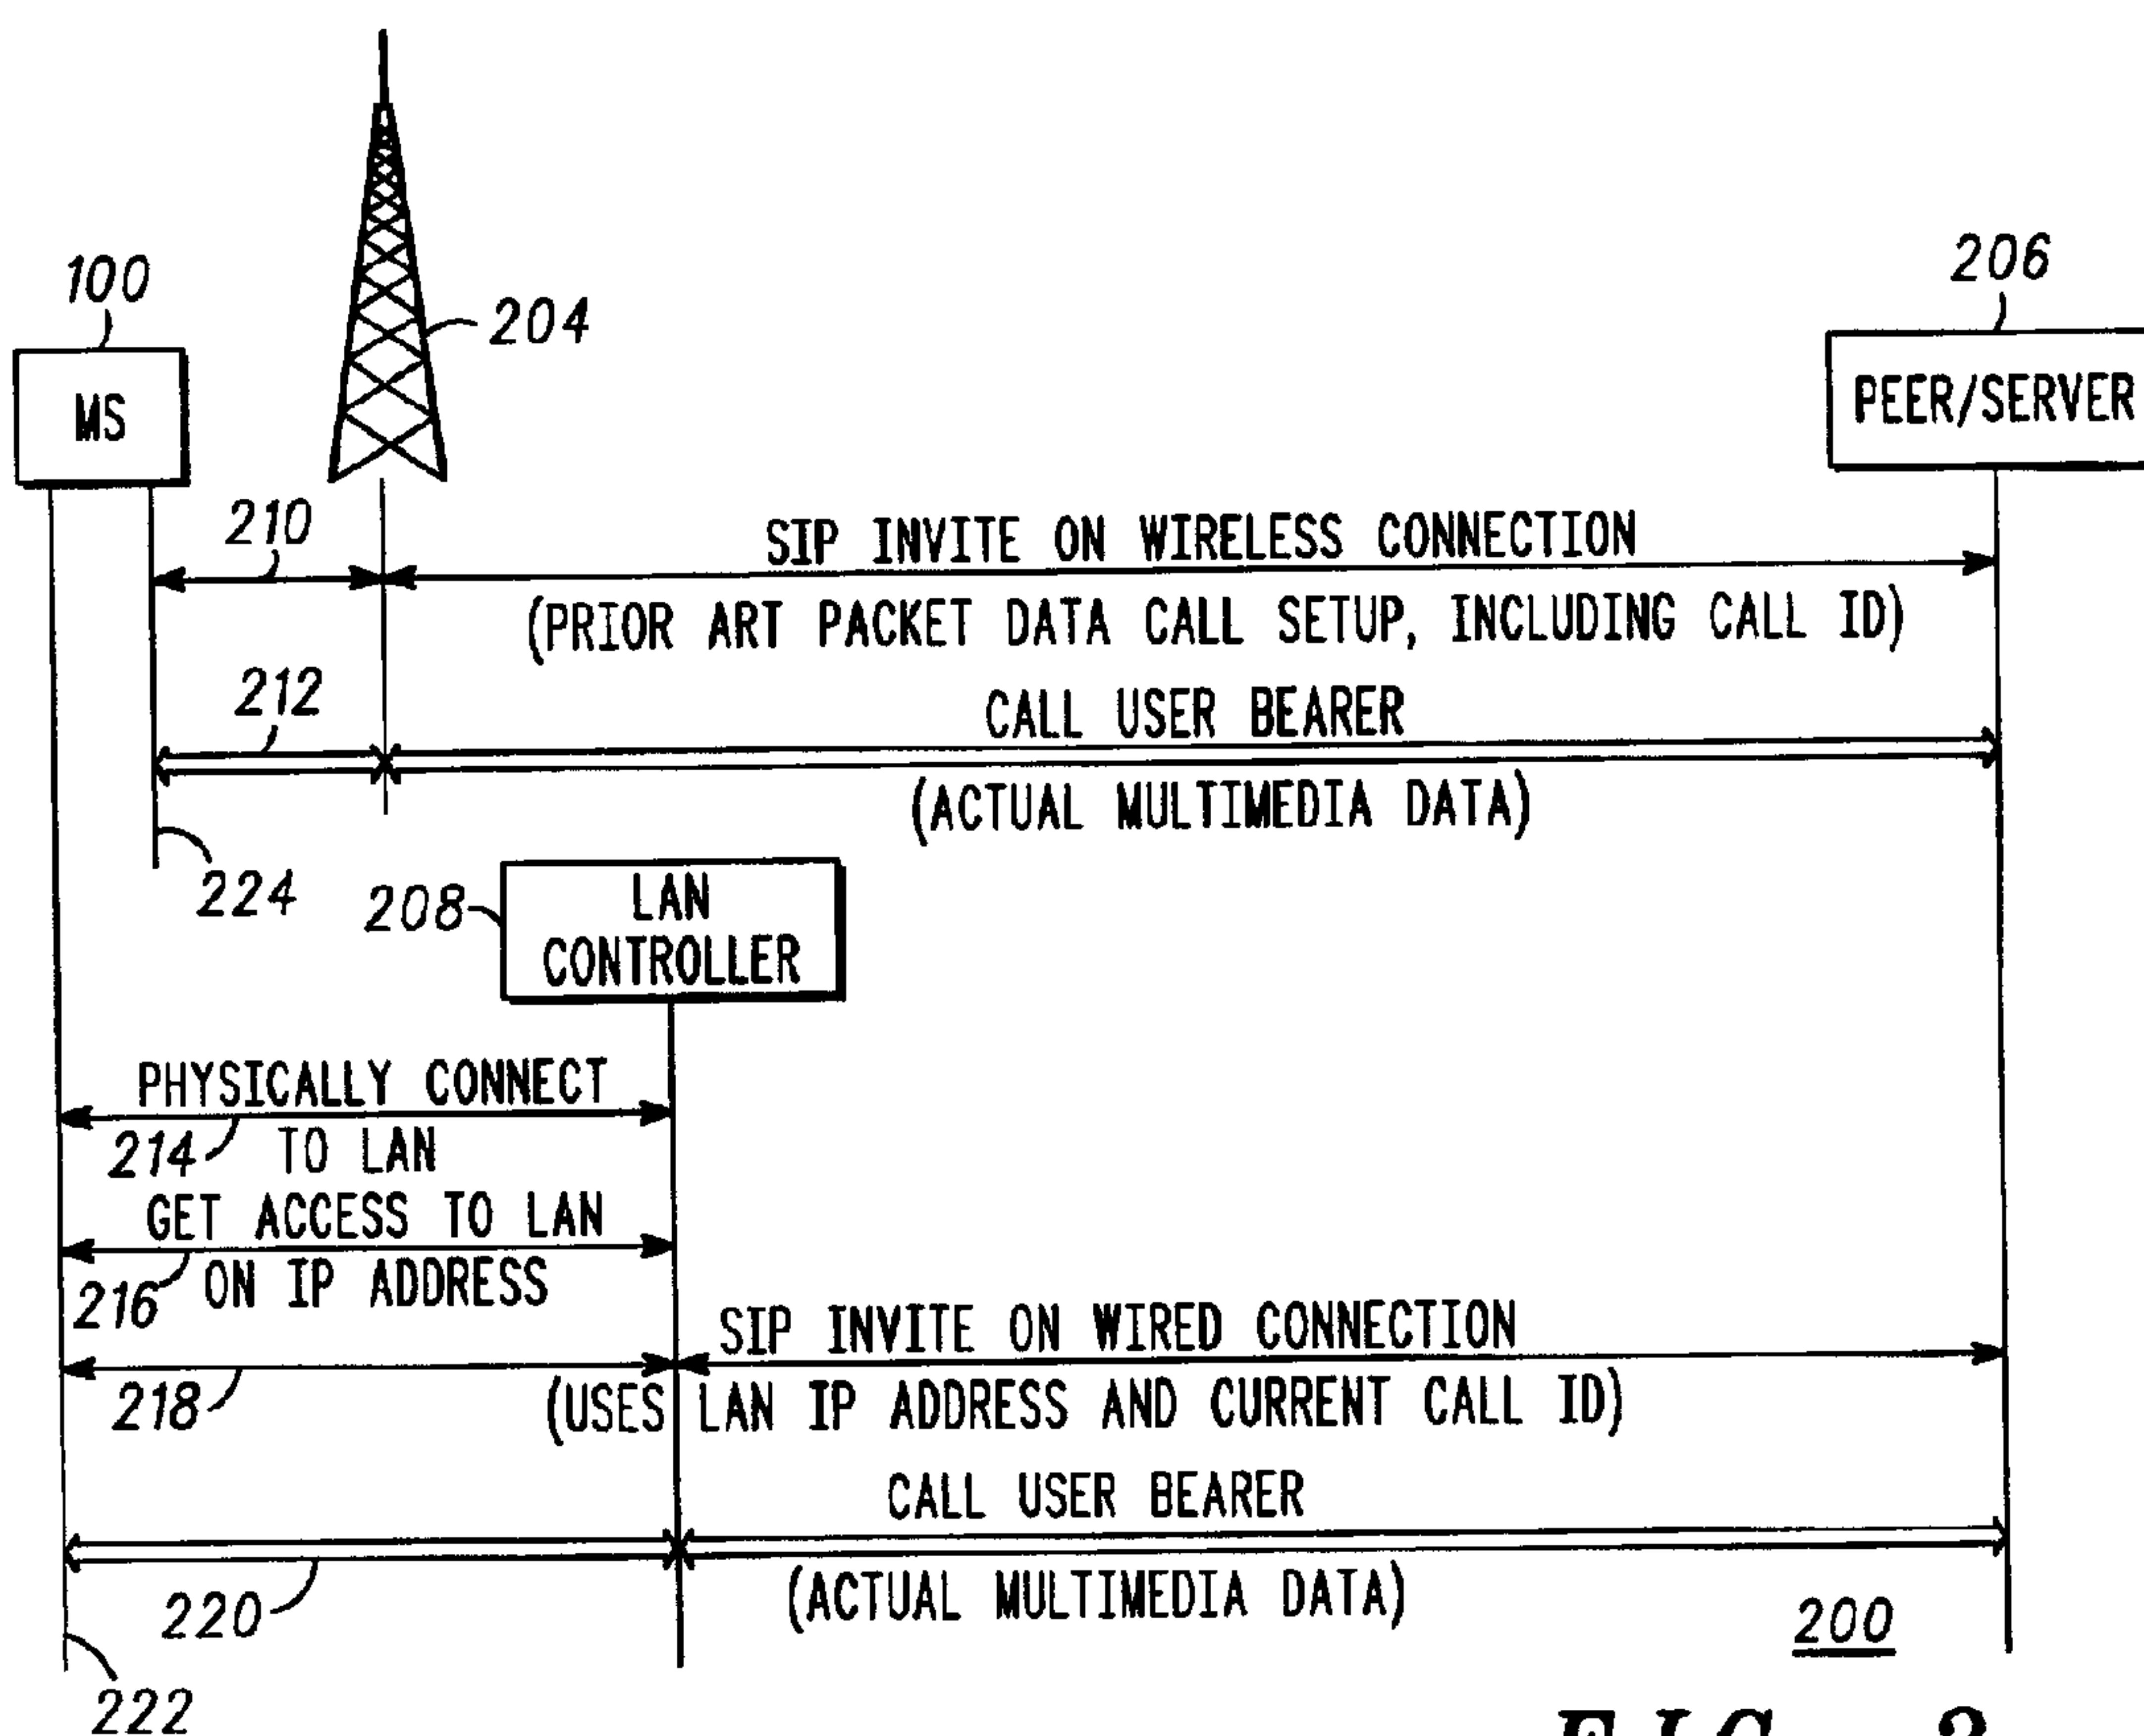 100
204
206
MS
PEER/SERVER
210
SIP INVITE ON WIRELESS CONNECTION
(PRIOR ART PACKET DATA CALL SETUP, INCLUDING CALL ID)
212
CALL USER BEARER
(ACTUAL MULTIMEDIA DATA)
224
208
LAN
CONTROLLER
PHYSICALLY CONNECT
214
TO LAN
GET ACCESS TO LAN
216
ON IP ADDRESS
SIP INVITE ON WIRED CONNECTION
218
(USES LAN IP ADDRESS AND CURRENT CALL ID)
CALL USER BEARER
220
(ACTUAL MULTIMEDIA DATA)
200
222